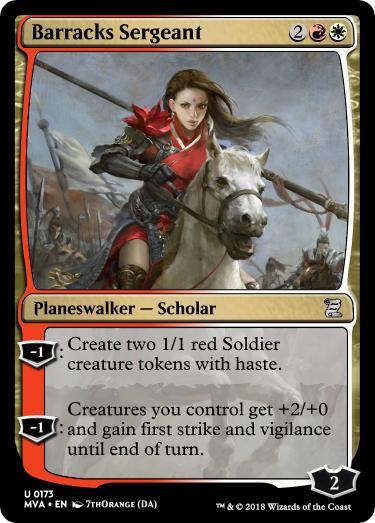 Barracks Sergeant 2
Planeswalker — Scholar
-1: Create two 1/1 red Soldier
creature tokens with haste.
-1: Creatures you control get +2/+0
and gain first strike and vigilance
until end of turn.
2
U 0173
MVA • EN 7THORANGE (DA)
™ & © 2018 Wizards of the Coast